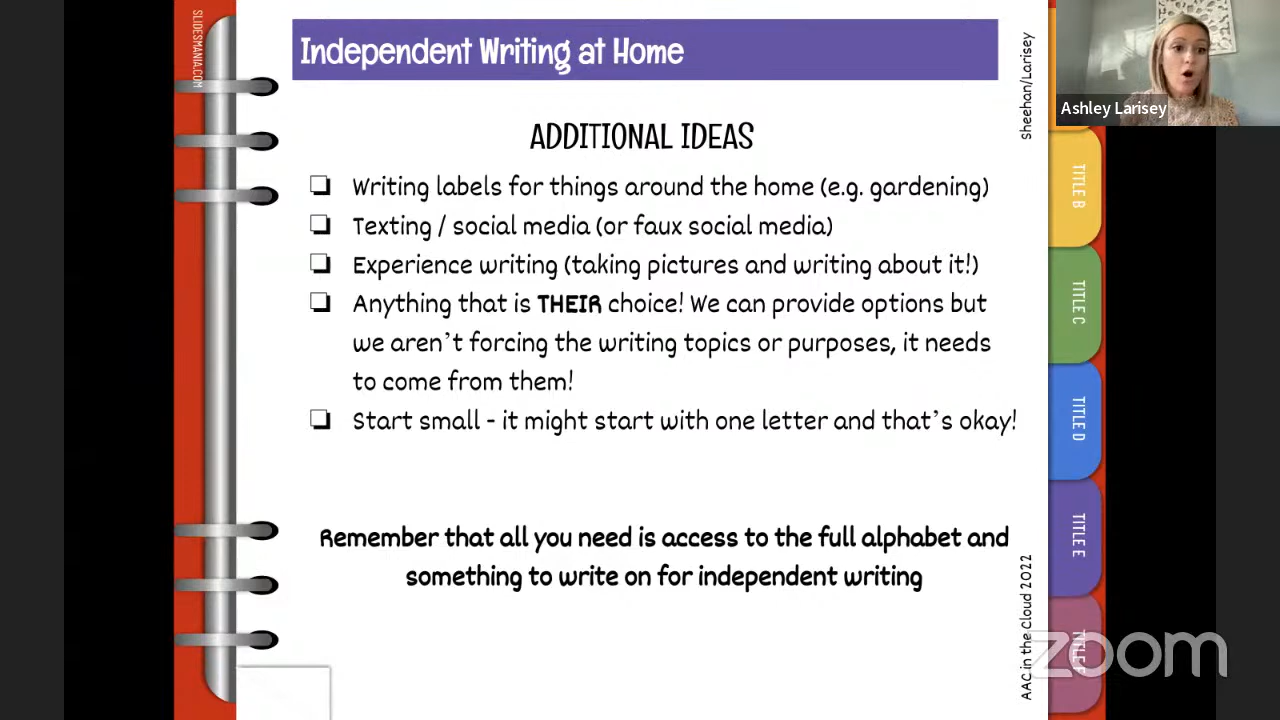 SLIDESMANIA.COM
Independent Writing at Home
sheehan/Larisey
Ashley Larisey
ADDITIONAL IDEAS
❏ Writing labels for things around the home (e.g. gardening)
❏ Texting / social media (or faux social media)
❏ Experience writing (taking pictures and writing about it!)
❏ Anything that is THEIR choice! We can provide options but
we aren't forcing the writing topics or purposes, it needs
to come from them!
❏ Start small - it might start with one letter and that's okay!
Remember that all you need is access to the full alphabet and
something to write on for independent writing
TITLE B
TITLE C
TITLE D
TITLE E
AAC in the Cloud 2022
zoom